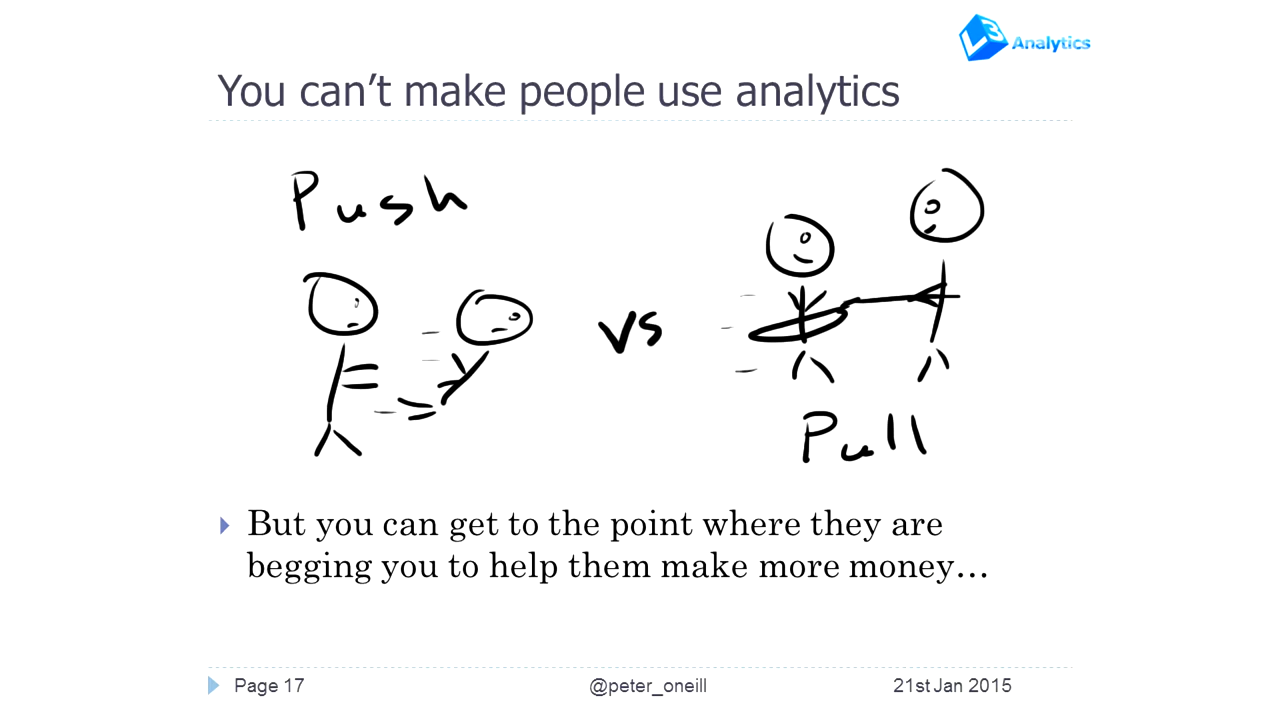 L3 Analytics
You can't make people use analytics
Push
vs
Pull
But you can get to the point where they are
begging you to help them make more money…
Page 17
@peter_oneill
21st Jan 2015